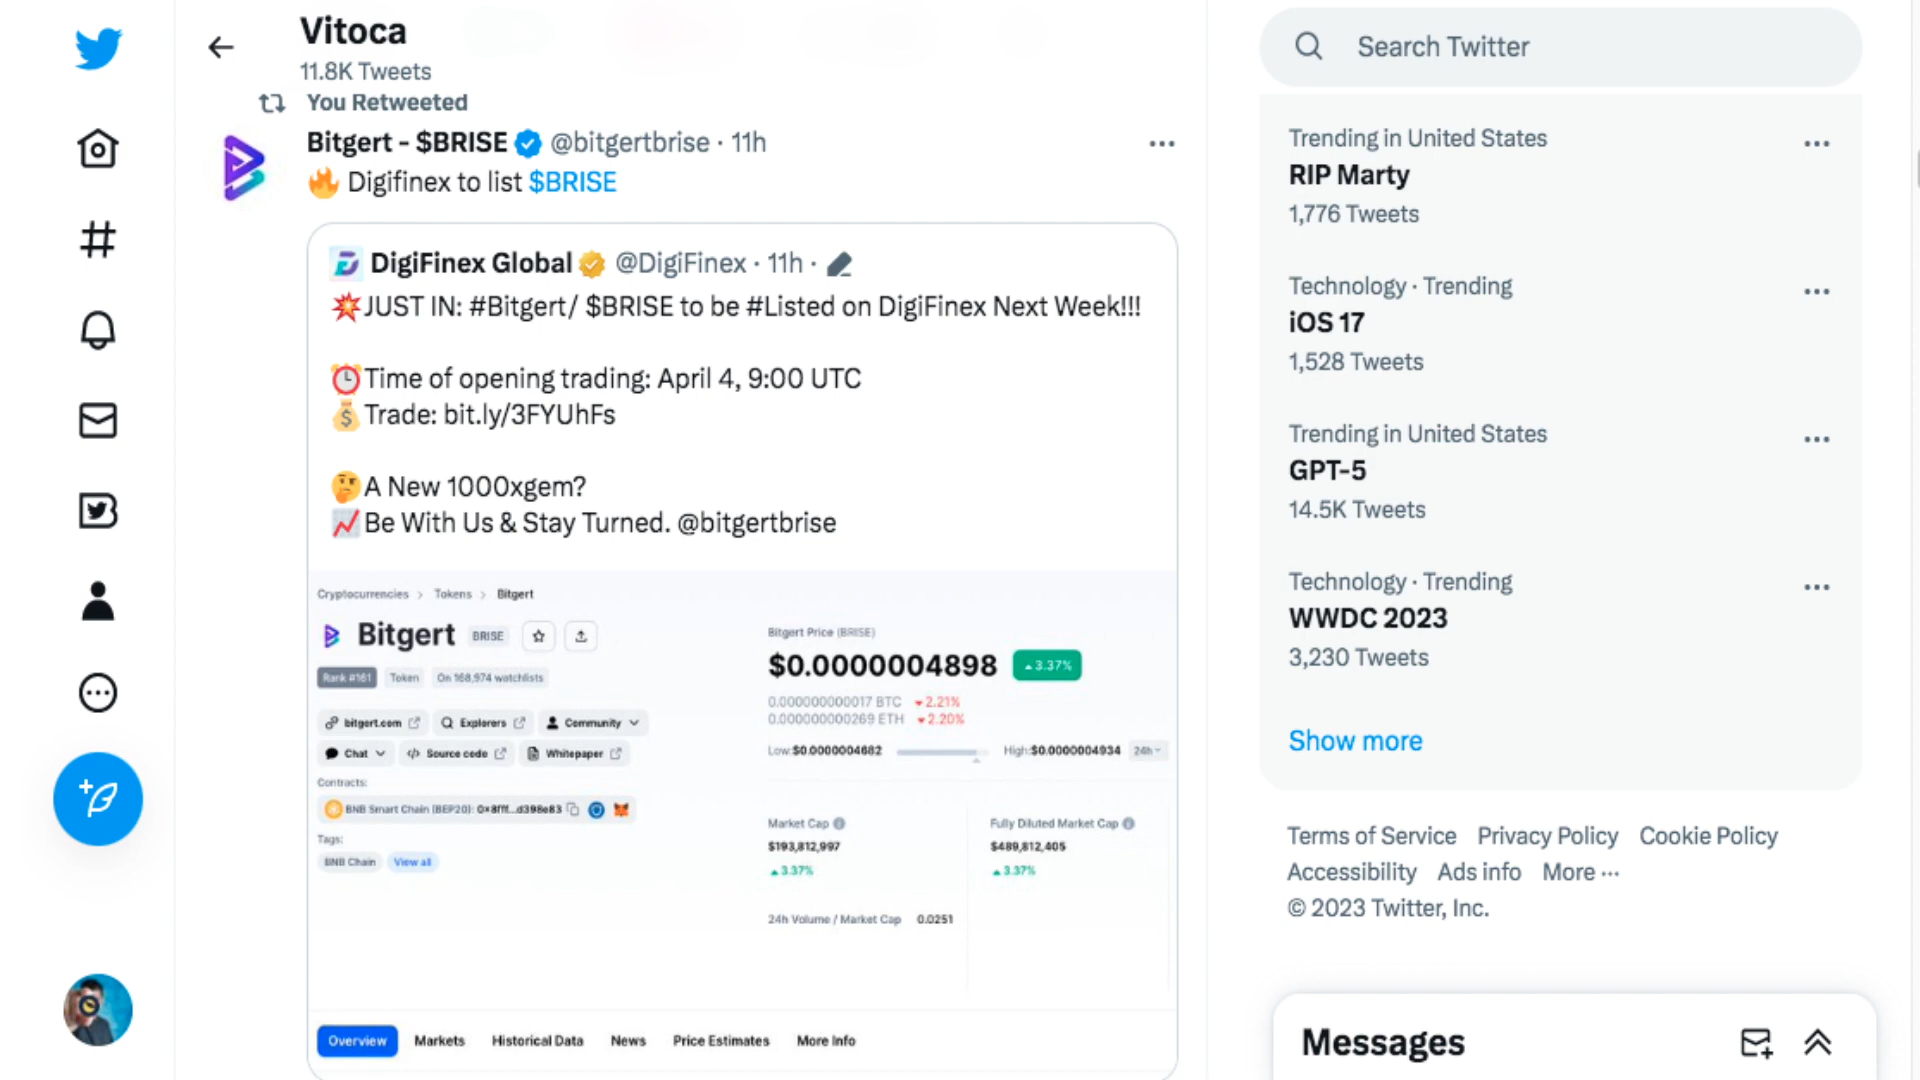 Vitoca
11.8K Tweets
You Retweeted
Bitgert - $BRISE @bitgertbrise · 11h
🔥 Digifinex to list $BRISE
DigiFinex Global @DigiFinex · 11h ·
💥JUST IN: #Bitgert/ $BRISE to be #Listed on DigiFinex Next Week!!!
⏰Time of opening trading: April 4, 9:00 UTC
💰Trade: bit.ly/3FYUhFs
🤔A New 1000xgem?
📈Be With Us & Stay Turned. @bitgertbrise
Cryptocurrencies > Tokens > Bitgert
Bitgert BRISE
Rank #161 Token On 168,974 watchlists
bitgert.com Explorers Community
Chat Source code Whitepaper
Contracts:
BNB Smart Chain (BEP20): 0x8fff...d398e83
Tags:
BNB Chain View all
Bitgert Price (BRISE)
$0.0000004898 3.37%
0.000000000017 BTC 2.21%
0.000000000269 ETH 2.20%
Low:$0.0000004682 High:$0.0000004934 24h
Market Cap
$193,812,997
3.37%
Fully Diluted Market Cap
$489,812,405
3.37%
24h Volume / Market Cap 0.0251
Overview Markets Historical Data News Price Estimates More Info
Search Twitter
Trending in United States
RIP Marty
1,776 Tweets
Technology · Trending
iOS 17
1,528 Tweets
Trending in United States
GPT-5
14.5K Tweets
Technology · Trending
WWDC 2023
3,230 Tweets
Show more
Terms of Service Privacy Policy Cookie Policy
Accessibility Ads info More ···
© 2023 Twitter, Inc.
Messages